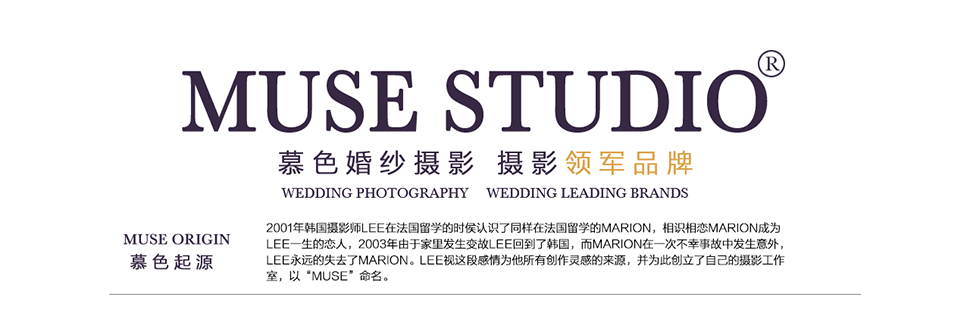 MUSE STUDIO®
慕色婚纱摄影 摄影领军品牌
WEDDING PHOTOGRAPHY WEDDING LEADING BRANDS
MUSE ORIGIN
慕色起源
2001年韩国摄影师LEE在法国留学的时侯认识了同样在法国留学的MARION，相识相恋MARION成为
LEE一生的恋人，2003年由于家里发生变故LEE回到了韩国，而MARION在一次不幸事故中发生意外，
LEE永远的失去了MARION。LEE视这段感情为他所有创作灵感的来源，并为此创立了自己的摄影工作
室，以“MUSE”命名。